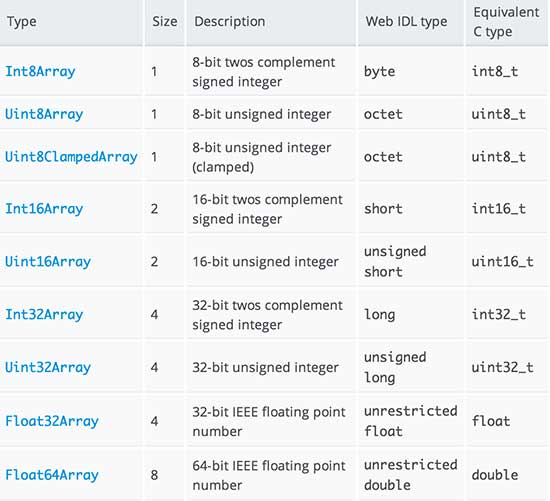 Type Size Description Web IDL type Equivalent C type
Int8Array 1 8-bit twos complement signed integer byte int8_t
Uint8Array 1 8-bit unsigned integer octet uint8_t
Uint8ClampedArray 1 8-bit unsigned integer (clamped) octet uint8_t
Int16Array 2 16-bit twos complement signed integer short int16_t
Uint16Array 2 16-bit unsigned integer unsigned short uint16_t
Int32Array 4 32-bit twos complement signed integer long int32_t
Uint32Array 4 32-bit unsigned integer unsigned long uint32_t
Float32Array 4 32-bit IEEE floating point number unrestricted float float
Float64Array 8 64-bit IEEE floating point number unrestricted double double